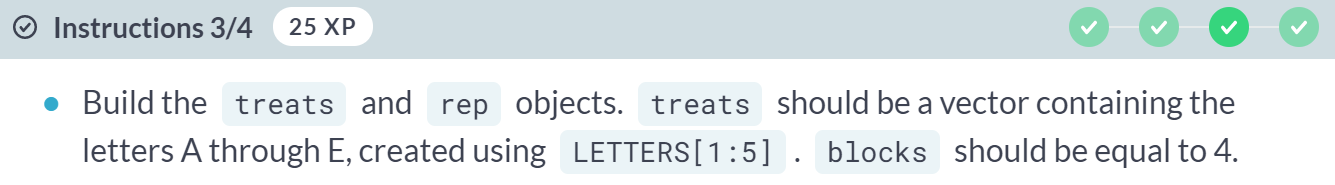 Instructions 3/4 25 XP
Build the treats and rep objects. treats should be a vector containing the
letters A through E, created using LETTERS[1:5] . blocks should be equal to 4.